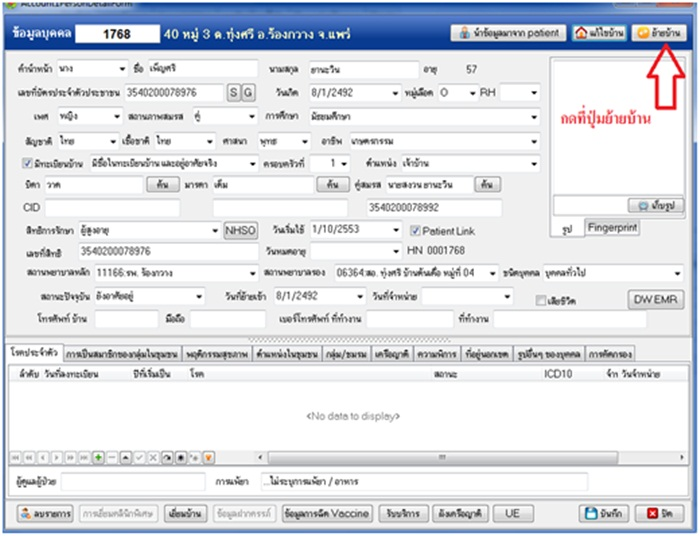 Account1PersonDetailForm
ข้อมูลบุคคล 1768 40 หมู่ 3 ต.ทุ่งศรี อ.ร้องกวาง จ.แพร่ นำข้อมูลมาจาก patient แก้ไขบ้าน ย้ายบ้าน
คำนำหน้า นาง ชื่อ เพ็ญศรี นามสกุล ยานะวิน อายุ 57
เลขที่บัตรประจำตัวประชาชน 3540200078976 S G วันเกิด 8/1/2492 หมู่เลือด O RH
กดที่ปุ่มย้ายบ้าน
เพศ หญิง สถานภาพสมรส คู่ การศึกษา มัธยมศึกษา
สัญชาติ ไทย เชื้อชาติ ไทย ศาสนา พุทธ อาชีพ เกษตรกรรม
มีทะเบียนบ้าน มีชื่อในทะเบียนบ้าน และอยู่อาศัยจริง ครอบครัวที่ 1 ตำแหน่ง เจ้าบ้าน
บิดา วาด ค้น มารดา เต็ม ค้น คู่สมรส นายสงวน ยานะวิน ค้น
CID 3540200078992 เก็บรูป
รูป Fingerprint
สิทธิการรักษา ผู้สูงอายุ NHSO วันเริ่มใช้ 1/10/2553 Patient Link
เลขที่สิทธิ 3540200078976 วันหมดอายุ HN 0001768
สถานพยาบาลหลัก 11166:รพ. ร้องกวาง สถานพยาบาลรอง 06364:สอ. ทุ่งศรี บ้านต้นเดื่อ หมู่ที่ 04 ชนิดบุคคล บุคคลทั่วไป
สถานะปัจจุบัน ยังอาศัยอยู่ วันที่ย้ายเข้า 8/1/2492 วันที่จำหน่าย เสียชีวิต DW EMR
โทรศัพท์ บ้าน มือถือ เบอร์โทรศัพท์ ที่ทำงาน ที่ทำงาน
โรคประจำตัว การเป็นสมาชิกของกลุ่มในชุมชน พฤติกรรมสุขภาพ ตำแหน่งในชุมชน กลุ่ม/ชมรม เครือญาติ ความพิการ ที่อยู่นอกเขต รูปอื่นๆ ของบุคคล การคัดกรอง
ลำดับ วันที่ลงทะเบียน ปีที่เริ่มเป็น โรค สถานะ ICD10 จำหน่าย วันจำหน่าย
<No data to display>
ผู้ดูแลผู้ป่วย การแพ้ยา ...ไม่ระบุการแพ้ยา / อาหาร
ลบรายการ การเยี่ยมคลินิกพิเศษ เยี่ยมบ้าน ข้อมูลฝากครรภ์ ข้อมูลการฉีด Vaccine รับบริการ ผังเครือญาติ UE บันทึก ปิด